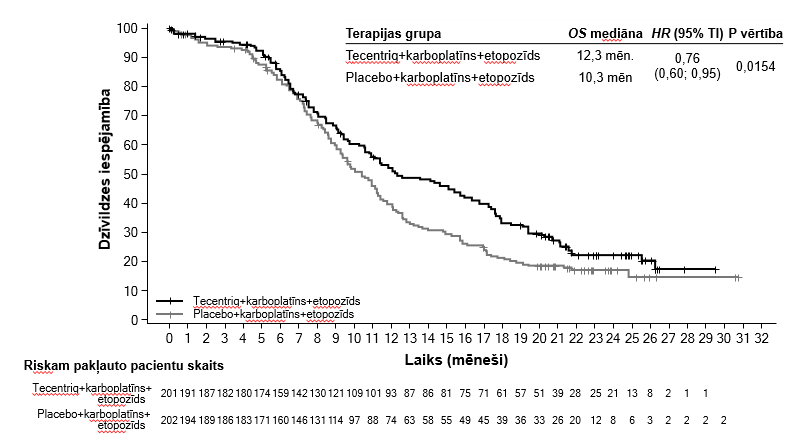 Terapijas grupa OS mediāna HR (95% TI) P vērtība
Tecentriq+karboplatīns+etopozīds 12,3 mēn. 0,76 (0,60; 0,95) 0,0154
Placebo+karboplatīns+etopozīds 10,3 mēn
Dzīvildzes iespējamība
100
90
80
70
60
50
40
30
20
10
0
Tecentriq+karboplatīns+etopozīds
Placebo+karboplatīns+etopozīds
0 1 2 3 4 5 6 7 8 9 10 11 12 13 14 15 16 17 18 19 20 21 22 23 24 25 26 27 28 29 30 31 32
Laiks (mēneši)
Riskam pakļauto pacientu skaits
Tecentriq+karboplatīns+
etopozīds
201 191 187 182 180 174 159 142 130 121 109 101 93 87 86 81 75 71 61 57 51 39 28 25 21 13 8 2 1 1
Placebo+karboplatīns+
etopozīds
202 194 189 186 183 171 160 146 131 114 97 88 74 63 58 55 49 45 39 36 33 26 20 12 8 6 3 2 2 2 2